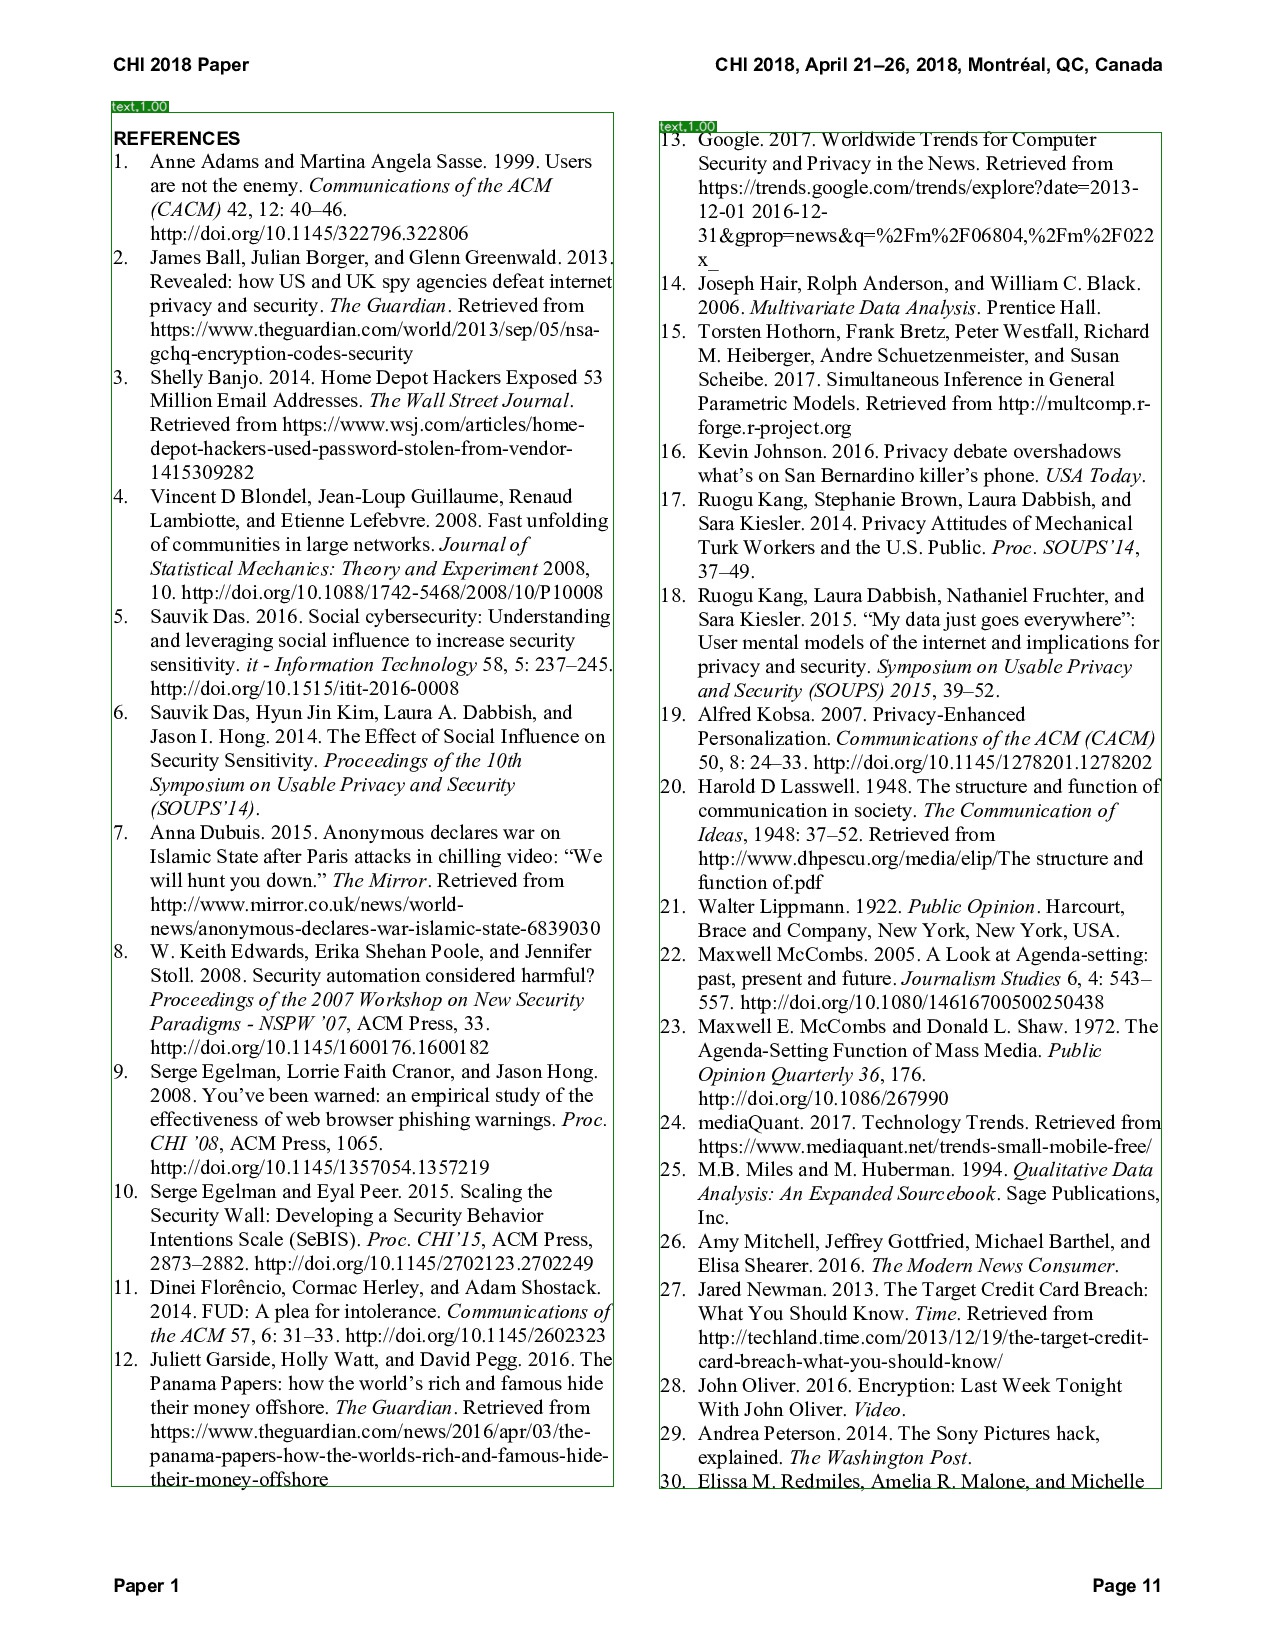 CHI 2018 Paper
CHI 2018, April 21–26, 2018, Montréal, QC, Canada
text,1.00
REFERENCES
1. Anne Adams and Martina Angela Sasse. 1999. Users
are not the enemy. Communications of the ACM
(CACM) 42, 12: 40–46.
http://doi.org/10.1145/322796.322806
2. James Ball, Julian Borger, and Glenn Greenwald. 2013.
Revealed: how US and UK spy agencies defeat internet
privacy and security. The Guardian. Retrieved from
https://www.theguardian.com/world/2013/sep/05/nsa-
gchq-encryption-codes-security
3. Shelly Banjo. 2014. Home Depot Hackers Exposed 53
Million Email Addresses. The Wall Street Journal.
Retrieved from https://www.wsj.com/articles/home-
depot-hackers-used-password-stolen-from-vendor-
1415309282
4. Vincent D Blondel, Jean-Loup Guillaume, Renaud
Lambiotte, and Etienne Lefebvre. 2008. Fast unfolding
of communities in large networks. Journal of
Statistical Mechanics: Theory and Experiment 2008,
10. http://doi.org/10.1088/1742-5468/2008/10/P10008
5. Sauvik Das. 2016. Social cybersecurity: Understanding
and leveraging social influence to increase security
sensitivity. it - Information Technology 58, 5: 237–245.
http://doi.org/10.1515/itit-2016-0008
6. Sauvik Das, Hyun Jin Kim, Laura A. Dabbish, and
Jason I. Hong. 2014. The Effect of Social Influence on
Security Sensitivity. Proceedings of the 10th
Symposium on Usable Privacy and Security
(SOUPS’14).
7. Anna Dubuis. 2015. Anonymous declares war on
Islamic State after Paris attacks in chilling video: “We
will hunt you down.” The Mirror. Retrieved from
http://www.mirror.co.uk/news/world-
news/anonymous-declares-war-islamic-state-6839030
8. W. Keith Edwards, Erika Shehan Poole, and Jennifer
Stoll. 2008. Security automation considered harmful?
Proceedings of the 2007 Workshop on New Security
Paradigms - NSPW ’07, ACM Press, 33.
http://doi.org/10.1145/1600176.1600182
9. Serge Egelman, Lorrie Faith Cranor, and Jason Hong.
2008. You’ve been warned: an empirical study of the
effectiveness of web browser phishing warnings. Proc.
CHI ’08, ACM Press, 1065.
http://doi.org/10.1145/1357054.1357219
10. Serge Egelman and Eyal Peer. 2015. Scaling the
Security Wall: Developing a Security Behavior
Intentions Scale (SeBIS). Proc. CHI’15, ACM Press,
2873–2882. http://doi.org/10.1145/2702123.2702249
11. Dinei Florêncio, Cormac Herley, and Adam Shostack.
2014. FUD: A plea for intolerance. Communications of
the ACM 57, 6: 31–33. http://doi.org/10.1145/2602323
12. Juliett Garside, Holly Watt, and David Pegg. 2016. The
Panama Papers: how the world’s rich and famous hide
their money offshore. The Guardian. Retrieved from
https://www.theguardian.com/news/2016/apr/03/the-
panama-papers-how-the-worlds-rich-and-famous-hide-
their-money-offshore
text,1.00
13. Google. 2017. Worldwide Trends for Computer
Security and Privacy in the News. Retrieved from
https://trends.google.com/trends/explore?date=2013-
12-01 2016-12-
31&gprop=news&q=%2Fm%2F06804,%2Fm%2F022
x_
14. Joseph Hair, Rolph Anderson, and William C. Black.
2006. Multivariate Data Analysis. Prentice Hall.
15. Torsten Hothorn, Frank Bretz, Peter Westfall, Richard
M. Heiberger, Andre Schuetzenmeister, and Susan
Scheibe. 2017. Simultaneous Inference in General
Parametric Models. Retrieved from http://multcomp.r-
forge.r-project.org
16. Kevin Johnson. 2016. Privacy debate overshadows
what’s on San Bernardino killer’s phone. USA Today.
17. Ruogu Kang, Stephanie Brown, Laura Dabbish, and
Sara Kiesler. 2014. Privacy Attitudes of Mechanical
Turk Workers and the U.S. Public. Proc. SOUPS’14,
37–49.
18. Ruogu Kang, Laura Dabbish, Nathaniel Fruchter, and
Sara Kiesler. 2015. “My data just goes everywhere”:
User mental models of the internet and implications for
privacy and security. Symposium on Usable Privacy
and Security (SOUPS) 2015, 39–52.
19. Alfred Kobsa. 2007. Privacy-Enhanced
Personalization. Communications of the ACM (CACM)
50, 8: 24–33. http://doi.org/10.1145/1278201.1278202
20. Harold D Lasswell. 1948. The structure and function of
communication in society. The Communication of
Ideas, 1948: 37–52. Retrieved from
http://www.dhpescu.org/media/elip/The structure and
function of.pdf
21. Walter Lippmann. 1922. Public Opinion. Harcourt,
Brace and Company, New York, New York, USA.
22. Maxwell McCombs. 2005. A Look at Agenda-setting:
past, present and future. Journalism Studies 6, 4: 543–
557. http://doi.org/10.1080/14616700500250438
23. Maxwell E. McCombs and Donald L. Shaw. 1972. The
Agenda-Setting Function of Mass Media. Public
Opinion Quarterly 36, 176.
http://doi.org/10.1086/267990
24. mediaQuant. 2017. Technology Trends. Retrieved from
https://www.mediaquant.net/trends-small-mobile-free/
25. M.B. Miles and M. Huberman. 1994. Qualitative Data
Analysis: An Expanded Sourcebook. Sage Publications,
Inc.
26. Amy Mitchell, Jeffrey Gottfried, Michael Barthel, and
Elisa Shearer. 2016. The Modern News Consumer.
27. Jared Newman. 2013. The Target Credit Card Breach:
What You Should Know. Time. Retrieved from
http://techland.time.com/2013/12/19/the-target-credit-
card-breach-what-you-should-know/
28. John Oliver. 2016. Encryption: Last Week Tonight
With John Oliver. Video.
29. Andrea Peterson. 2014. The Sony Pictures hack,
explained. The Washington Post.
30. Elissa M. Redmiles, Amelia R. Malone, and Michelle
Paper 1
Page 11